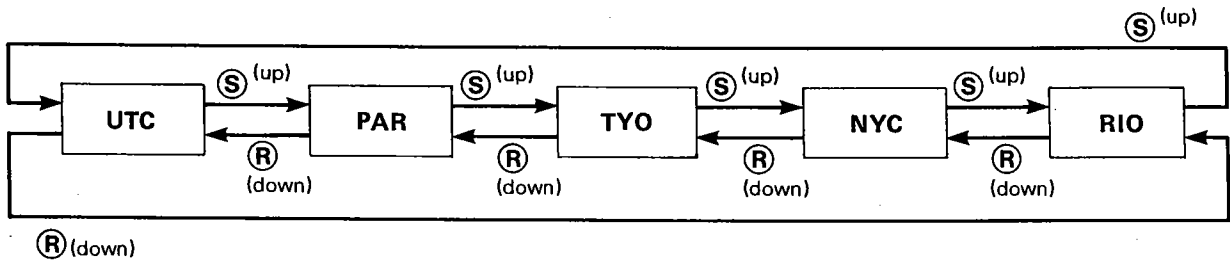 Ⓢ (up)
Ⓢ (up) Ⓢ (up) Ⓢ (up) Ⓢ (up)
UTC PAR TYO NYC RIO
Ⓡ Ⓡ Ⓡ Ⓡ
(down) (down) (down) (down)
Ⓡ (down)